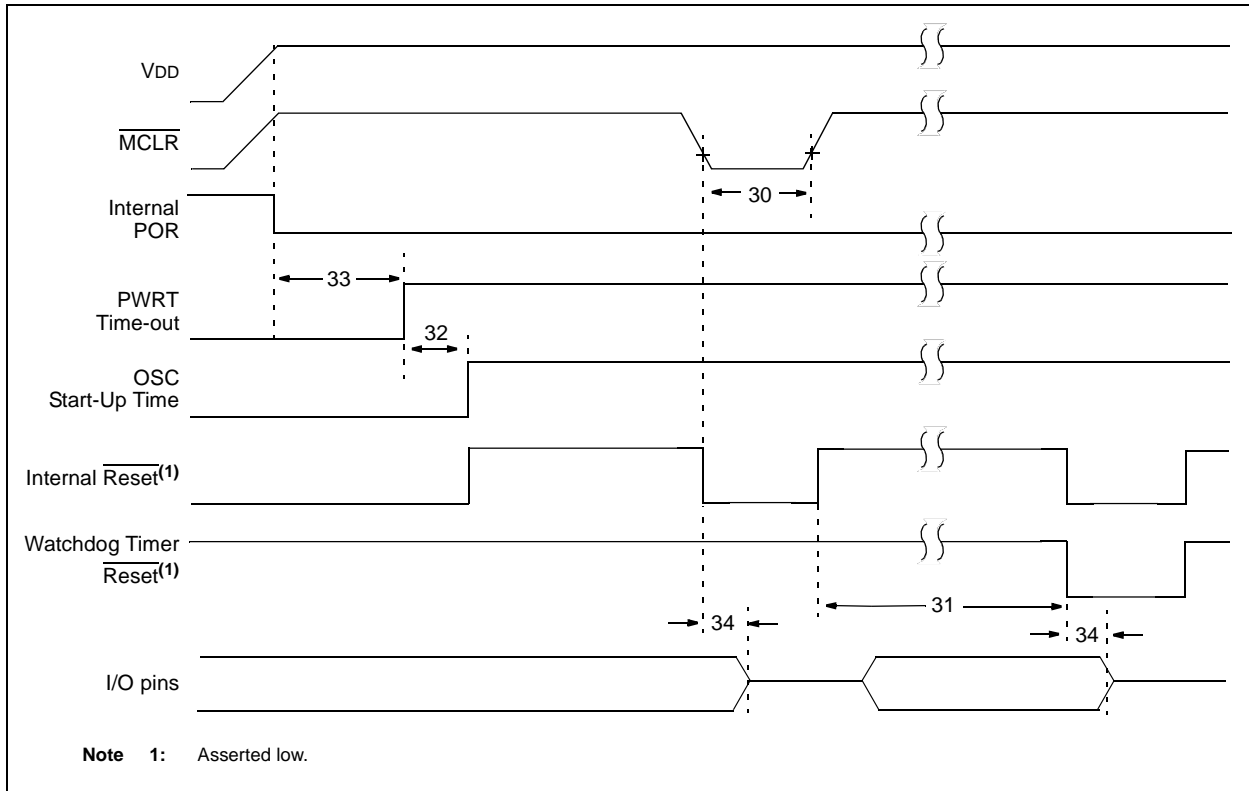 VDD
MCLR
30
Internal
POR
33
PWRT
Time-out
32
OSC
Start-Up Time
Internal Reset(1)
Watchdog Timer
Reset(1)
31
34
34
I/O pins
Note 1: Asserted low.